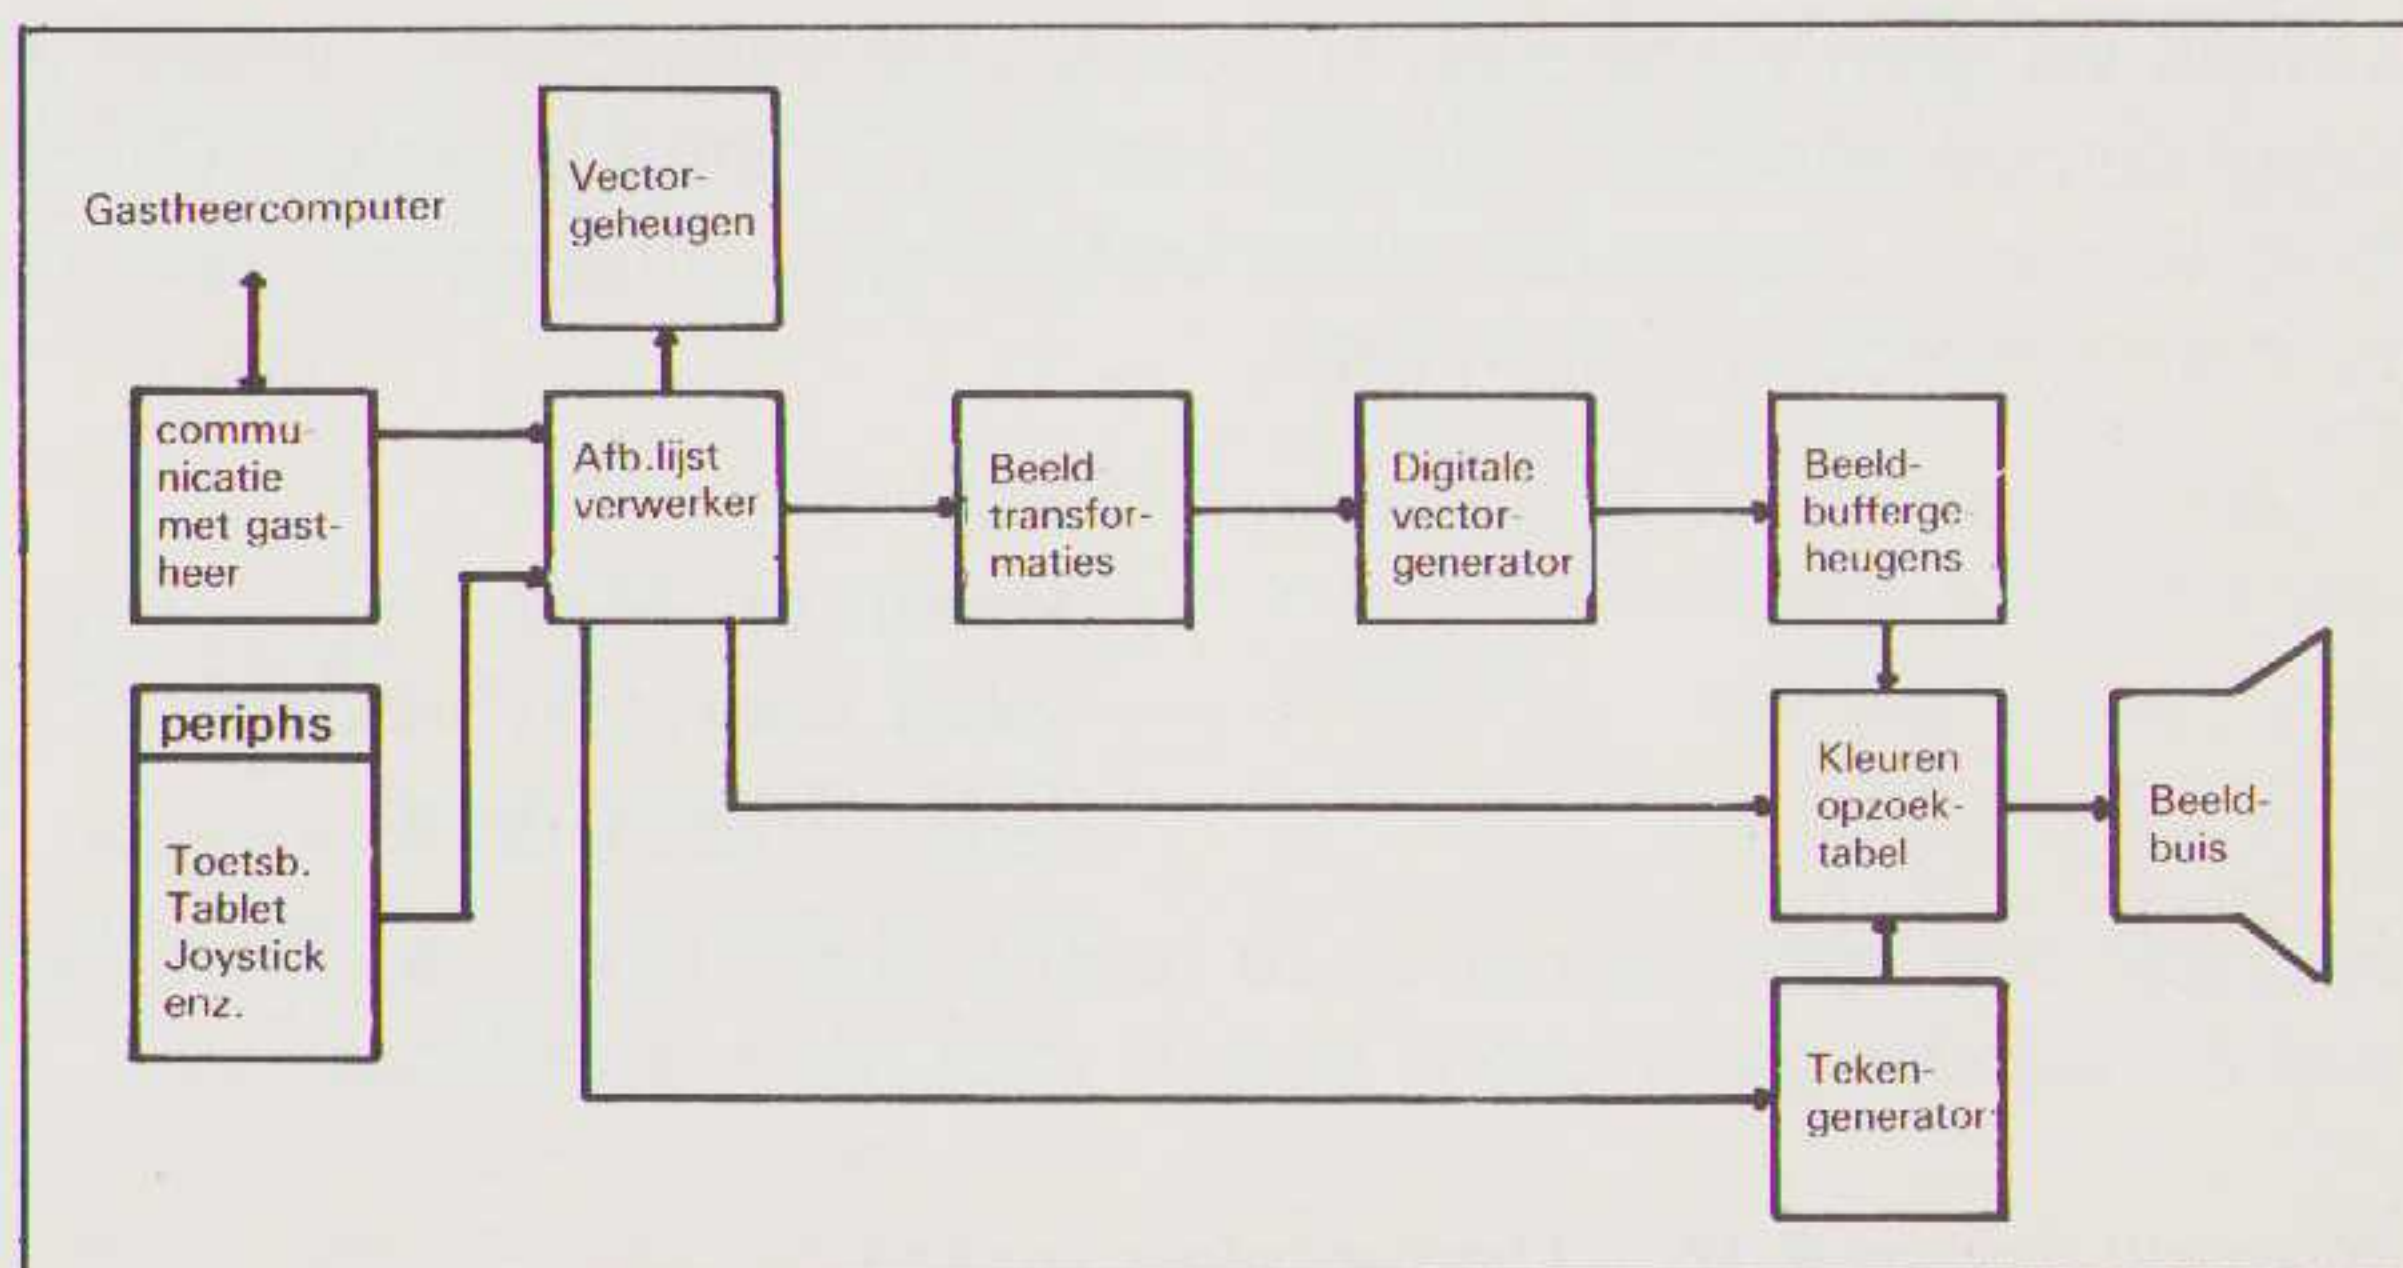 Gastheercomputer
Vector-
geheugen
commu-
nicatie
met gast-
heer
Afb.lijst
verwerker
Beeld
transfor-
maties
Digitale
vector-
generator
Beeld-
bufferge-
heugens
periphs
Toetsb.
Tablet
Joystick
enz.
Kleuren
opzoek-
tabel
Beeld-
buis
Teken-
generator